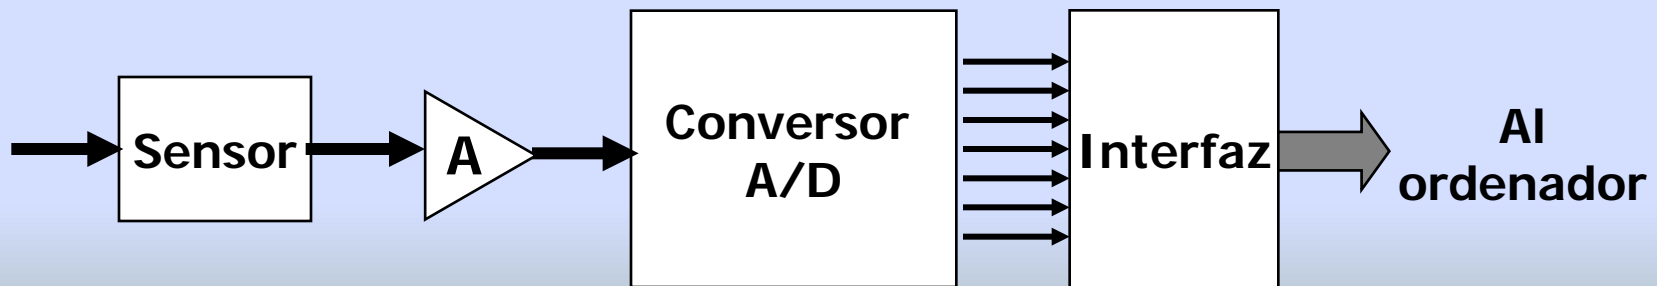 Sensor
A
Conversor
A/D
Interfaz
Al
ordenador